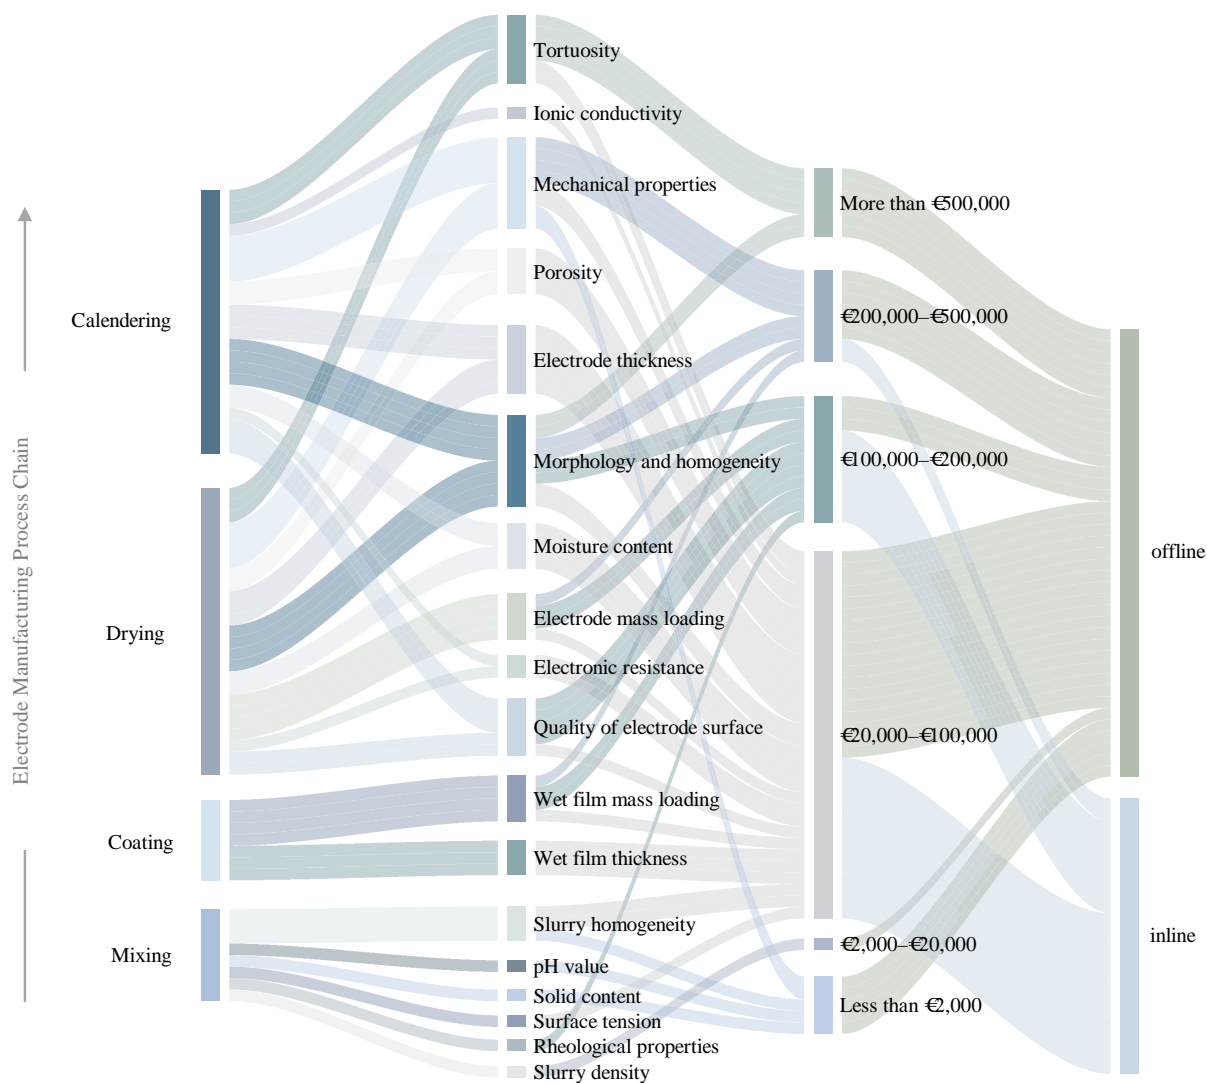 Electrode Manufacturing Process Chain
Calendering
Drying
Coating
Mixing
Tortuosity
Ionic conductivity
Mechanical properties
Porosity
Electrode thickness
Morphology and homogeneity
Moisture content
Electrode mass loading
Electronic resistance
Quality of electrode surface
Wet film mass loading
Wet film thickness
Slurry homogeneity
pH value
Solid content
Surface tension
Rheological properties
Slurry density
More than €500,000
€200,000–€500,000
€100,000–€200,000
€20,000–€100,000
€2,000–€20,000
Less than €2,000
offline
inline